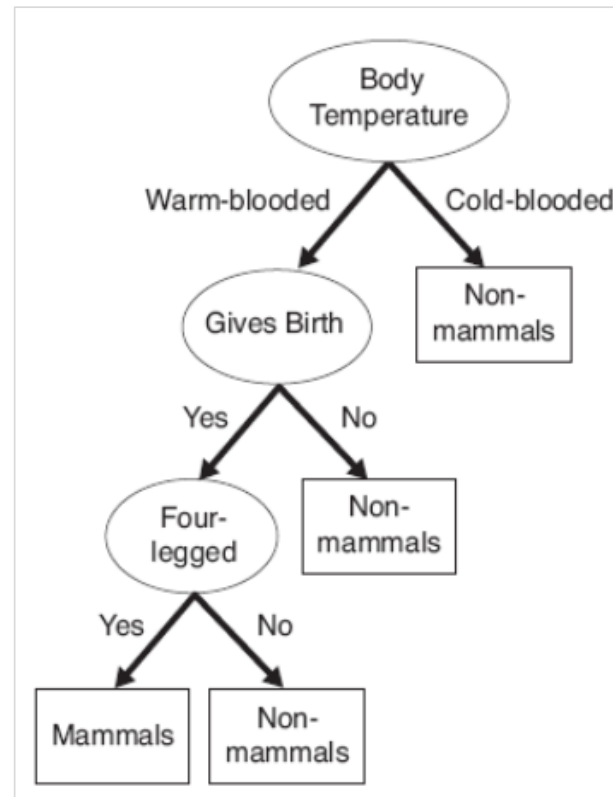 Body
Temperature
Warm-blooded
Cold-blooded
Gives Birth
Non-
mammals
Yes
No
Four-
legged
Non-
mammals
Yes
No
Mammals
Non-
mammals